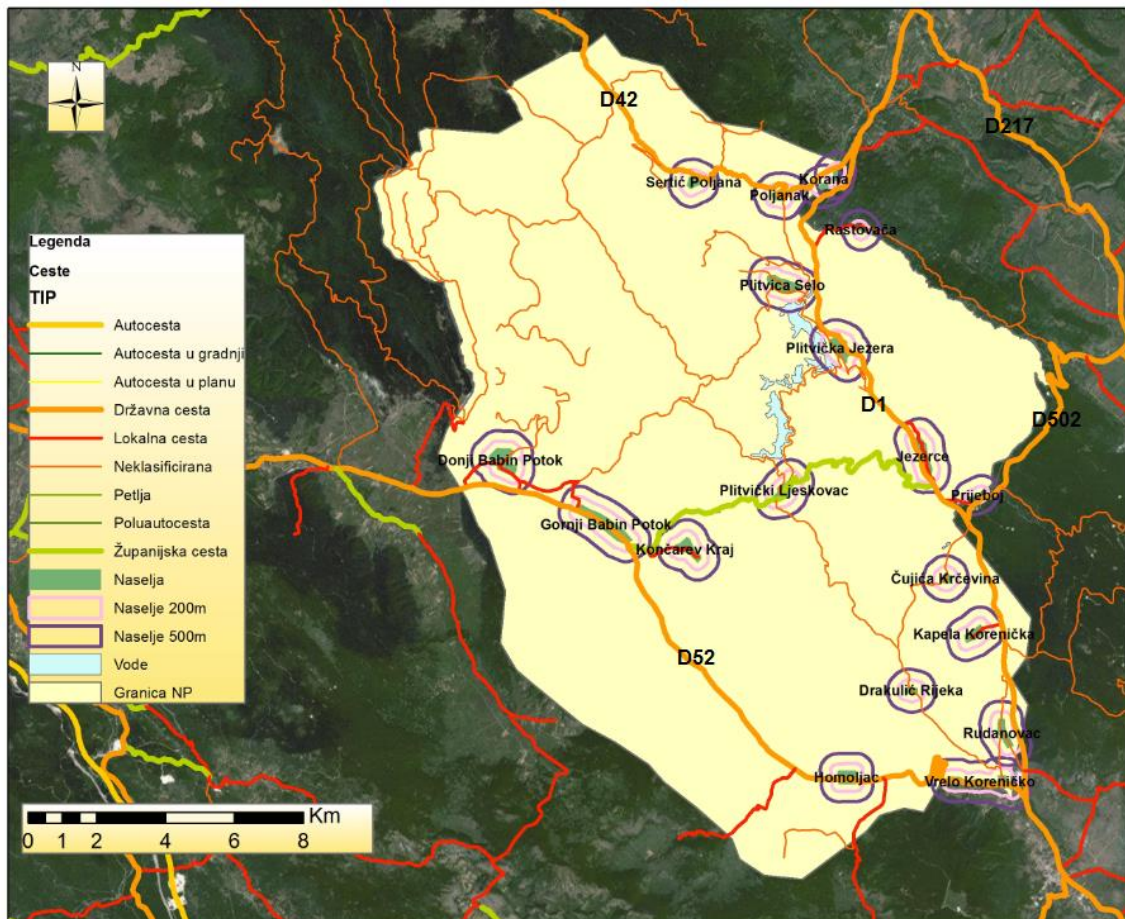 N
D42
D217
Sertić Poljana
Poljanak
Korana
Rastovača
Plitvica Selo
Plitvička Jezera
D1
D502
Jezerce
Donji Babin Potok
Plitvički Ljeskovac
Prijeboj
Gornji Babin Potok
Končarev Kraj
Čujića Krčevina
Kapela Korenička
D52
Drakulić Rijeka
Rudanovac
Homoljac
Vrelo Koreničko
Legenda
Ceste
TIP
Autocesta
Autocesta u gradnji
Autocesta u planu
Državna cesta
Lokalna cesta
Neklasificirana
Petlja
Poluautocesta
Županijska cesta
Naselja
Naselje 200m
Naselje 500m
Vode
Granica NP
Km
0 1 2 4 6 8